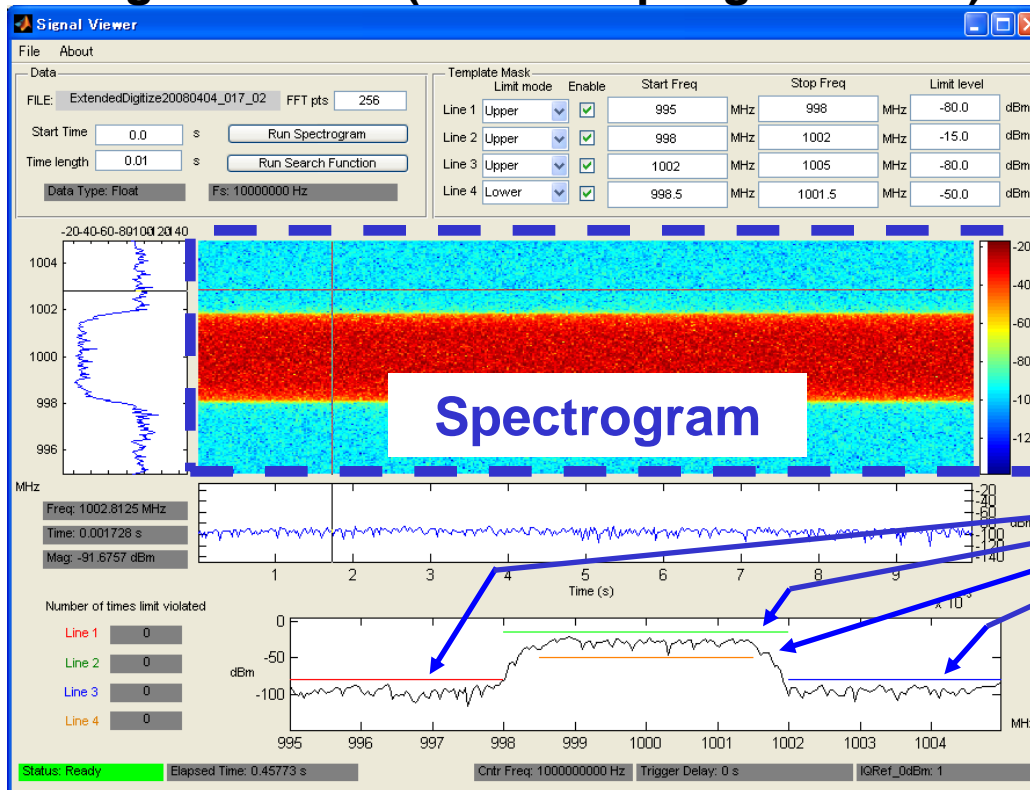 Signal Viewer
File About
Data
FILE: ExtendedDigitize20080404_017_02 FFT pts 256
Start Time 0.0 s Run Spectrogram
Time length 0.01 s Run Search Function
Data Type: Float Fs: 10000000 Hz
Template Mask
Limit mode Enable Start Freq Stop Freq Limit level
Line 1 Upper 995 MHz 998 MHz -80.0 dBm
Line 2 Upper 998 MHz 1002 MHz -15.0 dBm
Line 3 Upper 1002 MHz 1005 MHz -80.0 dBm
Line 4 Lower 998.5 MHz 1001.5 MHz -50.0 dBm
-20 -40 -60 -80
1004
1002
1000
998
996
MHz
-20
-40
-60
-80
-10
-12
Spectrogram
Freq: 1002.8125 MHz
Time: 0.001728 s
Mag: -91.6757 dBm
-20
-40
-60
-100
-140
1 2 3 4 5 6 7 8 9
Time (s)
x 10
Number of times limit violated
Line 1 0
Line 2 0
Line 3 0
Line 4 0
dBm
0
-50
-100
995 996 997 998 999 1000 1001 1002 1003 1004
MHz
Status: Ready Elapsed Time: 0.45773 s Cntr Freq: 1000000000 Hz Trigger Delay: 0 s IQRef_0dBm: 1